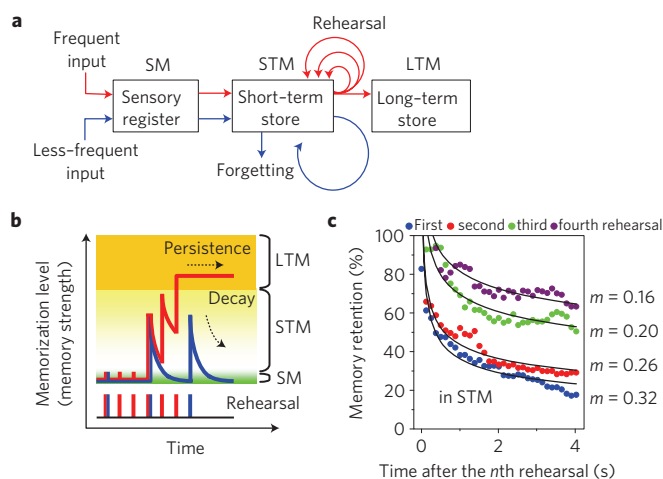 a
Rehearsal
Frequent
input
SM
STM
LTM
Sensory
register
Short–term
store
Long–term
store
Less–frequent
input
Forgetting
b
Memorization level
(memory strength)
Persistence
Decay
LTM
STM
SM
Rehearsal
Time
c
First second third fourth rehearsal
Memory retention (%)
100
80
60
40
20
0
m = 0.16
m = 0.20
m = 0.26
m = 0.32
in STM
0 1 2 3 4
Time after the nth rehearsal (s)